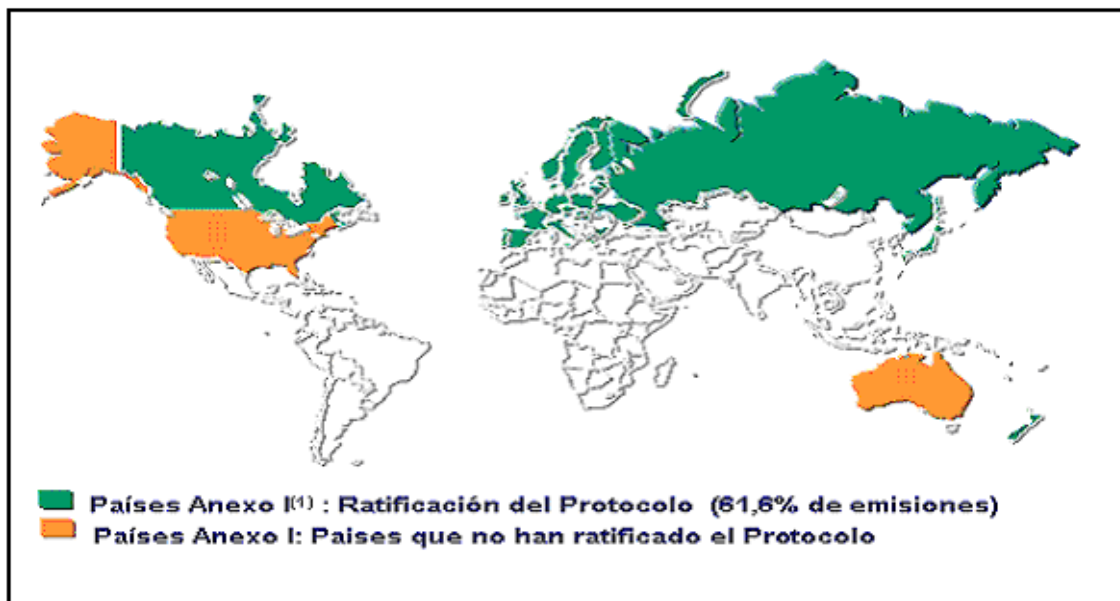 Países Anexo I(1) : Ratificación del Protocolo (61,6% de emisiones)
Países Anexo I: Paises que no han ratificado el Protocolo